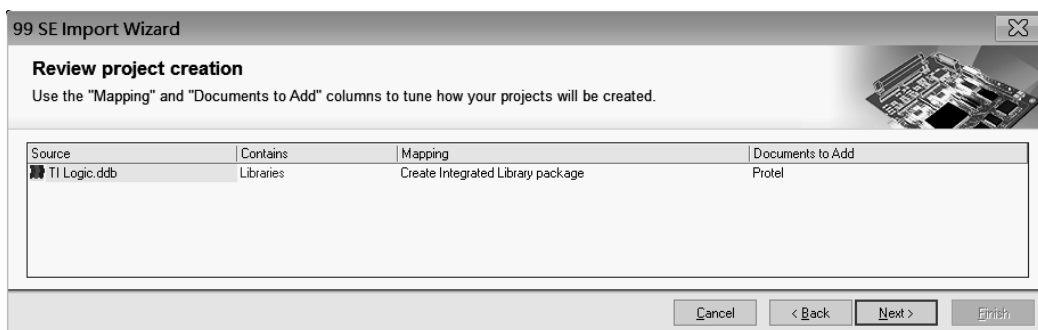 99 SE Import Wizard
Review project creation
Use the "Mapping" and "Documents to Add" columns to tune how your projects will be created.
Source Contains Mapping Documents to Add
TI Logic.ddb Libraries Create Integrated Library package Protel
Cancel < Back Next > Finish